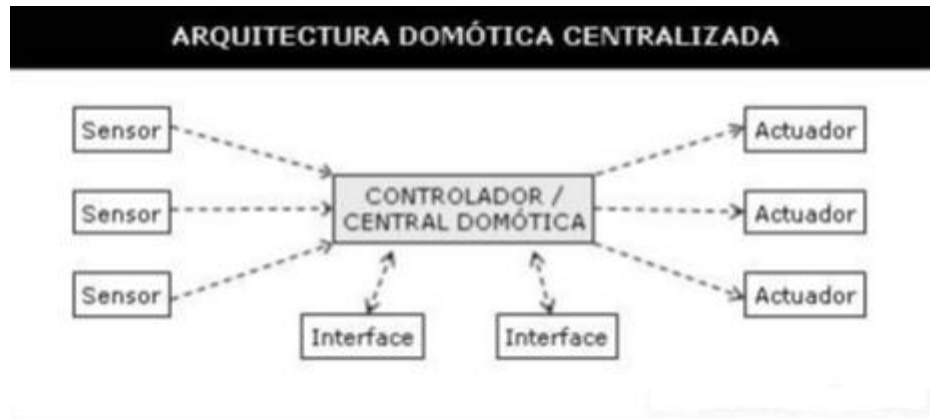 ARQUITECTURA DOMÓTICA CENTRALIZADA
Sensor
Actuador
CONTROLADOR /
CENTRAL DOMÓTICA
Sensor
Actuador
Sensor
Actuador
Interface
Interface